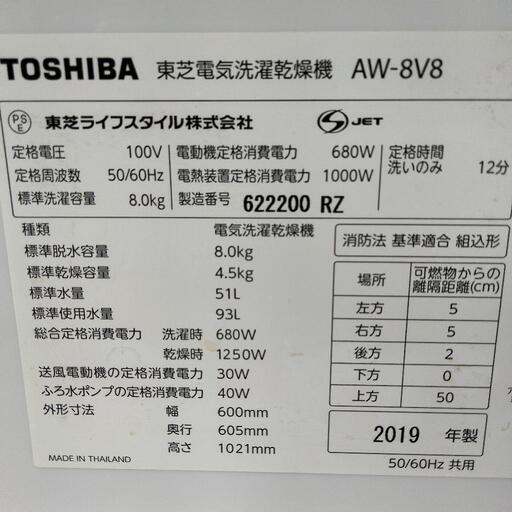 TOSHIBA 東芝電気洗濯乾燥機 AW-8V8
PS E 東芝ライフスタイル株式会社 S JET
定格電圧 100V 電動機定格消費電力 680W 定格時間
洗いのみ 12分
定格周波数 50/60Hz 電熱装置定格消費電力 1000W
標準洗濯容量 8.0kg 製造番号 622200 RZ
種類 電気洗濯乾燥機
標準脱水容量 8.0kg
標準乾燥容量 4.5kg
標準水量 51L
標準使用水量 93L
総合定格消費電力 洗濯時 680W
乾燥時 1250W
送風電動機の定格消費電力 30W
ふろ水ポンプの定格消費電力 40W
外形寸法 幅 600mm
奥行 605mm
高さ 1021mm
MADE IN THAILAND
消防法 基準適合 組込形
場所 可燃物からの
離隔距離(cm)
左方 5
右方 5
後方 2
下方 0
上方 50
2019 年製
50/60Hz 共用